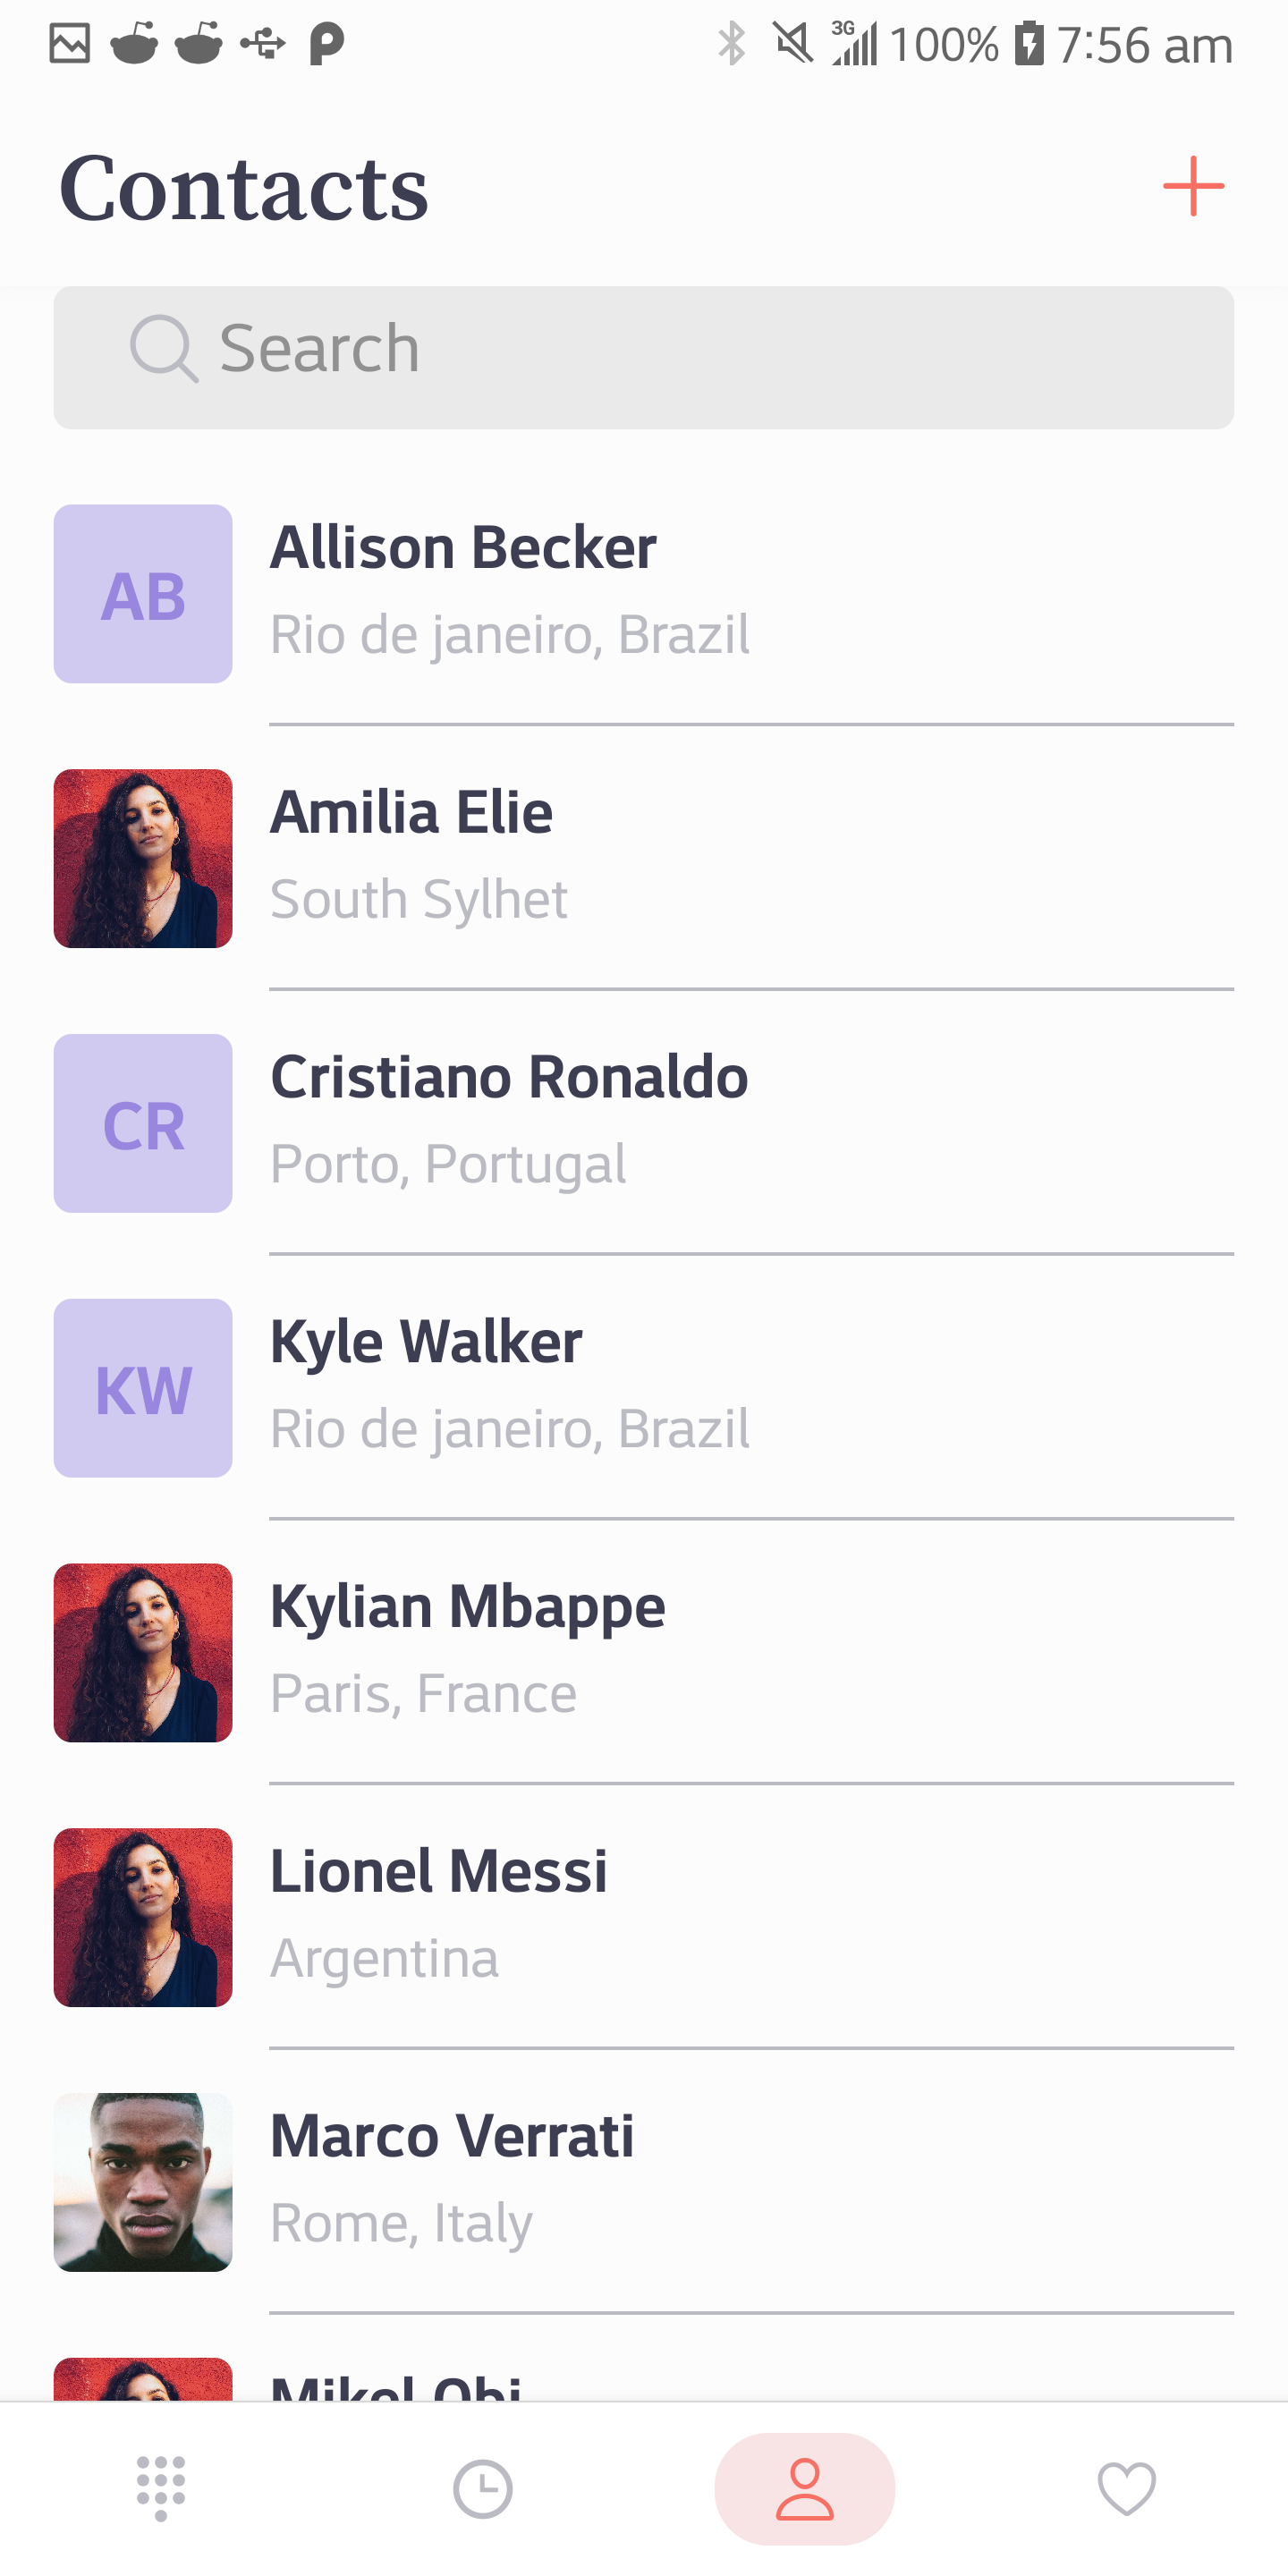 3G 100% 7:56 am
Contacts
Search
AB
Allison Becker
Rio de janeiro, Brazil
Amilia Elie
South Sylhet
CR
Cristiano Ronaldo
Porto, Portugal
KW
Kyle Walker
Rio de janeiro, Brazil
Kylian Mbappe
Paris, France
Lionel Messi
Argentina
Marco Verrati
Rome, Italy
Mikel Obi